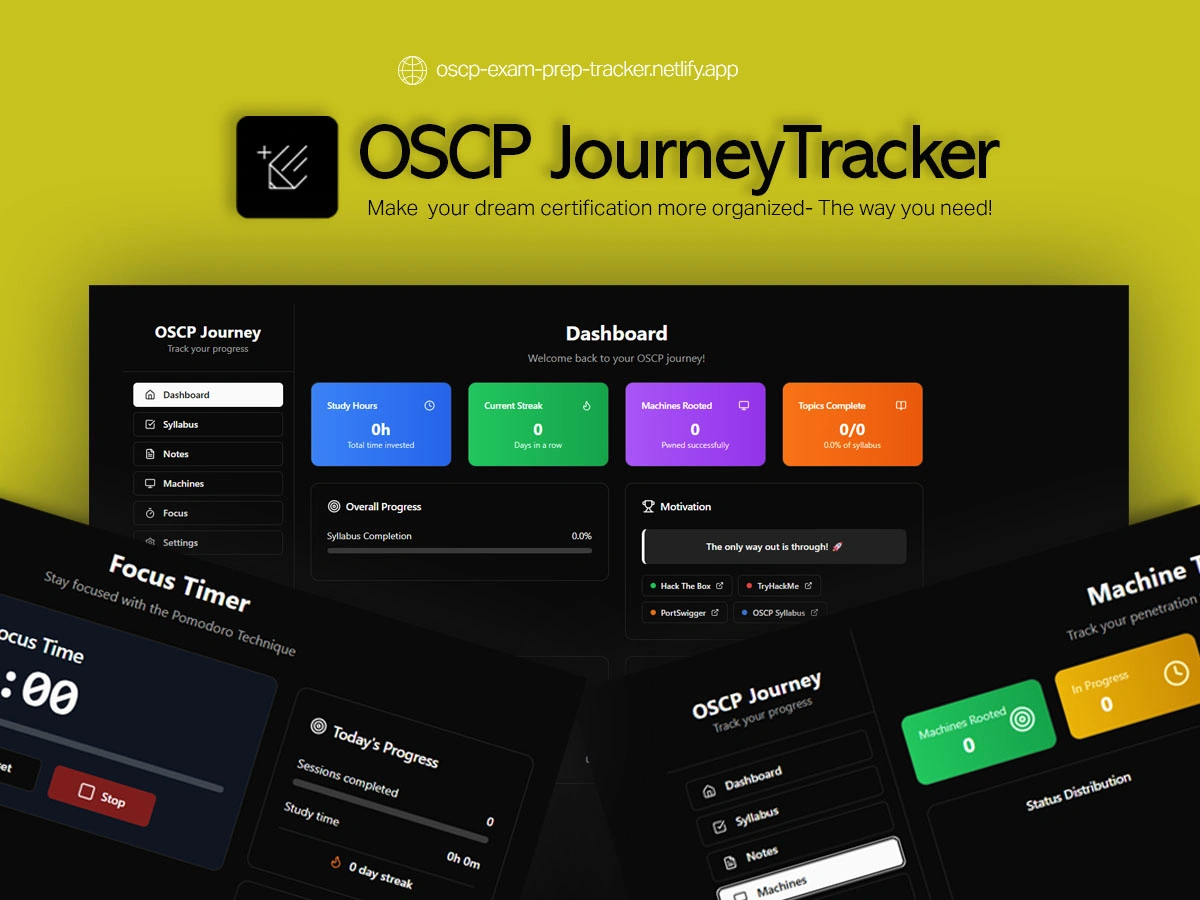 oscp-exam-prep-tracker.netlify.app
OSCP JourneyTracker
Make your dream certification more organized- The way you need!
OSCP Journey
Track your progress
Dashboard
Syllabus
Notes
Machines
Focus
Settings
Dashboard
Welcome back to your OSCP journey!
Study Hours
0h
Total time invested
Current Streak
0
Days in a row
Machines Rooted
0
Pwned successfully
Topics Complete
0/0
0.0% of syllabus
Overall Progress
Syllabus Completion 0.0%
Motivation
The only way out is through! 🚀
Hack The Box
TryHackMe
PortSwigger
OSCP Syllabus
Focus Timer
Stay focused with the Pomodoro Technique
ocus Time
:00
et
Stop
Today's Progress
Sessions completed 0
Study time 0h 0m
0 day streak
OSCP Journey
Track your progress
Dashboard
Syllabus
Notes
Machines
Machine T
Track your penetration
Machines Rooted
0
In Progress
0
Status Distribution